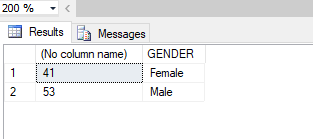 200 %
Results Messages
(No column name) GENDER
1 41 Female
2 53 Male